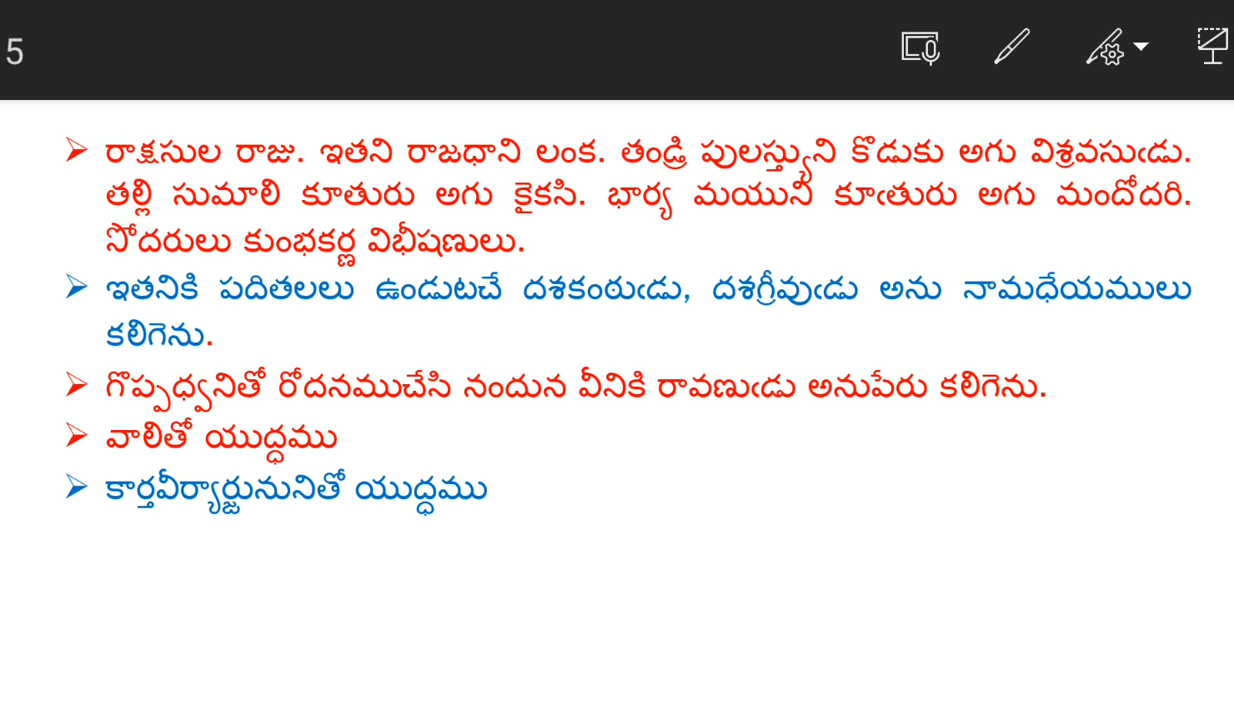 5
➢ రాక్షసుల రాజు. ఇతని రాజధాని లంక. తండ్రి పులస్త్యుని కొడుకు అగు విశ్రవసుఁడు.
తల్లి సుమాలి కూతురు అగు కైకసి. భార్య మయుని కూఁతురు అగు మందోదరి.
సోదరులు కుంభకర్ణ విభీషణులు.
➢ ఇతనికి పదితలలు ఉండుటచే దశకంఠుఁడు, దశగ్రీవుఁడు అను నామధేయములు
కలిగెను.
➢ గొప్పధ్వనితో రోదనముచేసి నందున వీనికి రావణుఁడు అనుపేరు కలిగెను.
➢ వాలితో యుద్ధము
➢ కార్తవీర్యార్జునునితో యుద్ధము